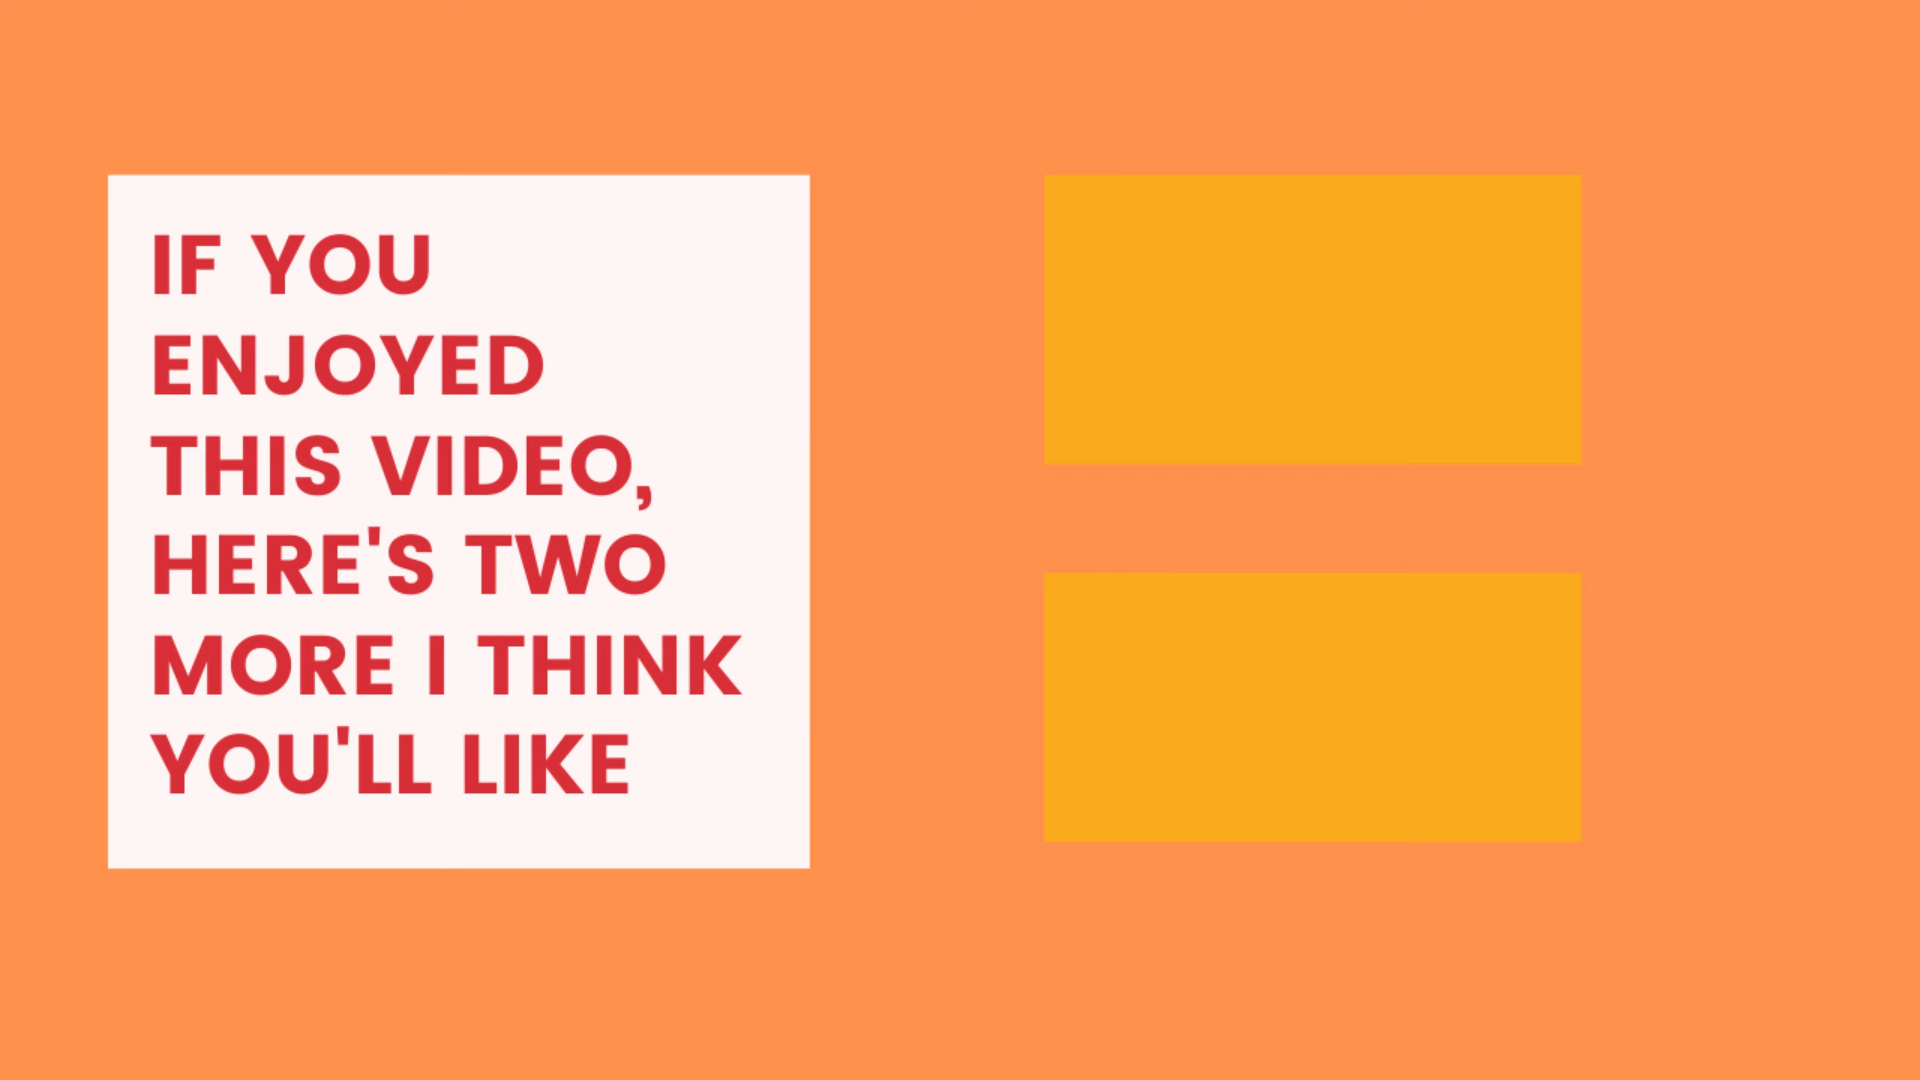 IF YOU
ENJOYED
THIS VIDEO,
HERE'S TWO
MORE I THINK
YOU'LL LIKE